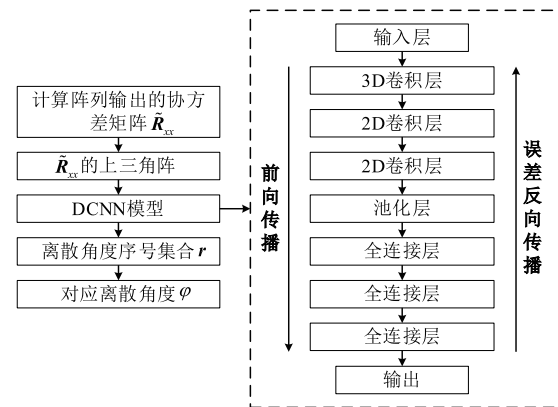 计算阵列输出的协方
差矩阵 R̃xx
R̃xx的上三角阵
DCNN模型
离散角度序号集合 r
对应离散角度 φ
输入层
3D卷积层
2D卷积层
2D卷积层
池化层
全连接层
全连接层
全连接层
输出
前向传播
误差反向传播